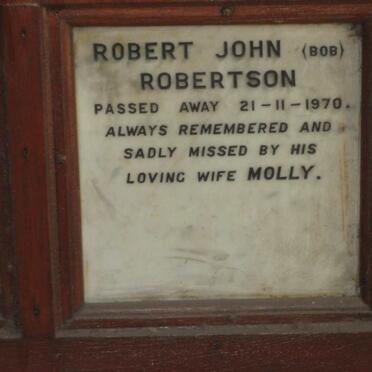 ROBERT JOHN (BOB)
ROBERTSON
PASSED AWAY 21-11-1970.
ALWAYS REMEMBERED AND
SADLY MISSED BY HIS
LOVING WIFE MOLLY.